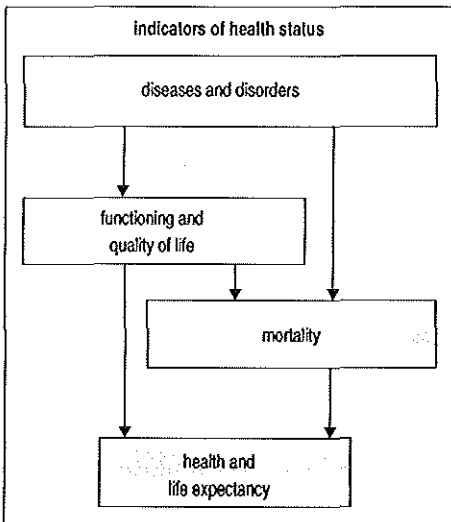 indicators of health status
diseases and disorders
functioning and
quality of life
mortality
health and
life expectancy